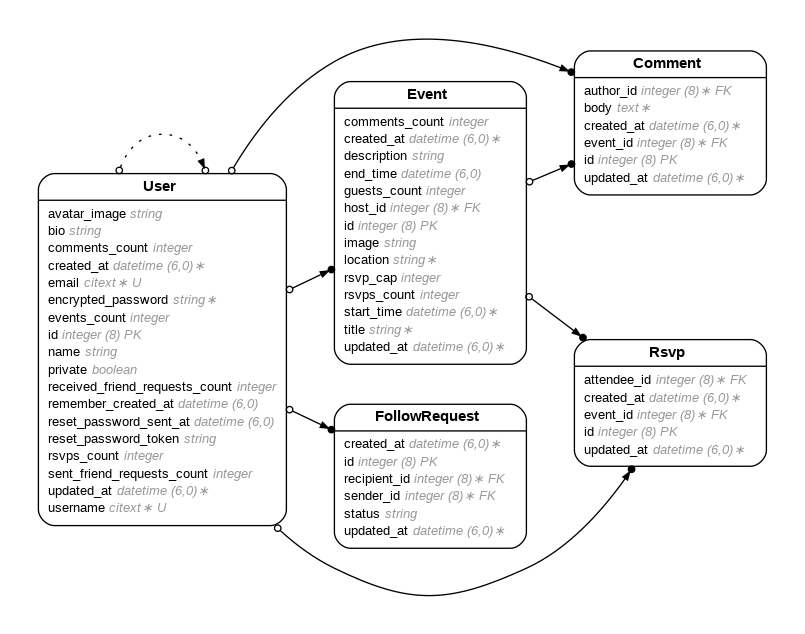 User
avatar_image string
bio string
comments_count integer
created_at datetime (6,0)∗
email citext∗ U
encrypted_password string∗
events_count integer
id integer (8) PK
name string
private boolean
received_friend_requests_count integer
remember_created_at datetime (6,0)
reset_password_sent_at datetime (6,0)
reset_password_token string
rsvps_count integer
sent_friend_requests_count integer
updated_at datetime (6,0)∗
username citext∗ U
Event
comments_count integer
created_at datetime (6,0)∗
description string
end_time datetime (6,0)
guests_count integer
host_id integer (8)∗ FK
id integer (8) PK
image string
location string∗
rsvp_cap integer
rsvps_count integer
start_time datetime (6,0)∗
title string∗
updated_at datetime (6,0)∗
FollowRequest
created_at datetime (6,0)∗
id integer (8) PK
recipient_id integer (8)∗ FK
sender_id integer (8)∗ FK
status string
updated_at datetime (6,0)∗
Comment
author_id integer (8)∗ FK
body text∗
created_at datetime (6,0)∗
event_id integer (8)∗ FK
id integer (8) PK
updated_at datetime (6,0)∗
Rsvp
attendee_id integer (8)∗ FK
created_at datetime (6,0)∗
event_id integer (8)∗ FK
id integer (8) PK
updated_at datetime (6,0)∗